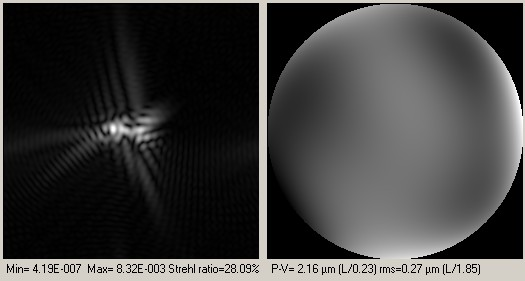 Min= 4.19E-007 Max= 8.32E-003 Strehl ratio=28.09%
P-V= 2.16 µm (L/0.23) rms=0.27 µm (L/1.85)